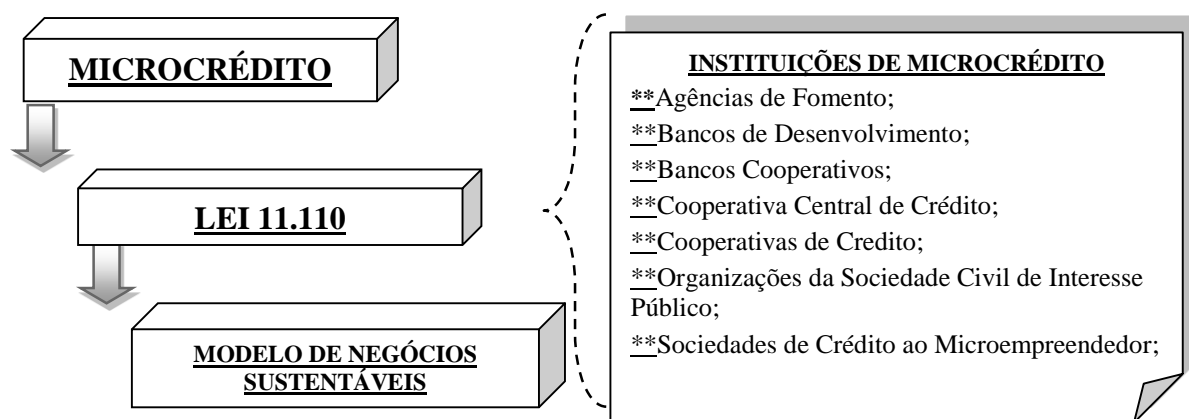 MICROCRÉDITO
LEI 11.110
MODELO DE NEGÓCIOS
SUSTENTÁVEIS
INSTITUIÇÕES DE MICROCRÉDITO
**Agências de Fomento;
**Bancos de Desenvolvimento;
**Bancos Cooperativos;
**Cooperativa Central de Crédito;
**Cooperativas de Credito;
**Organizações da Sociedade Civil de Interesse
Público;
**Sociedades de Crédito ao Microempreendedor;